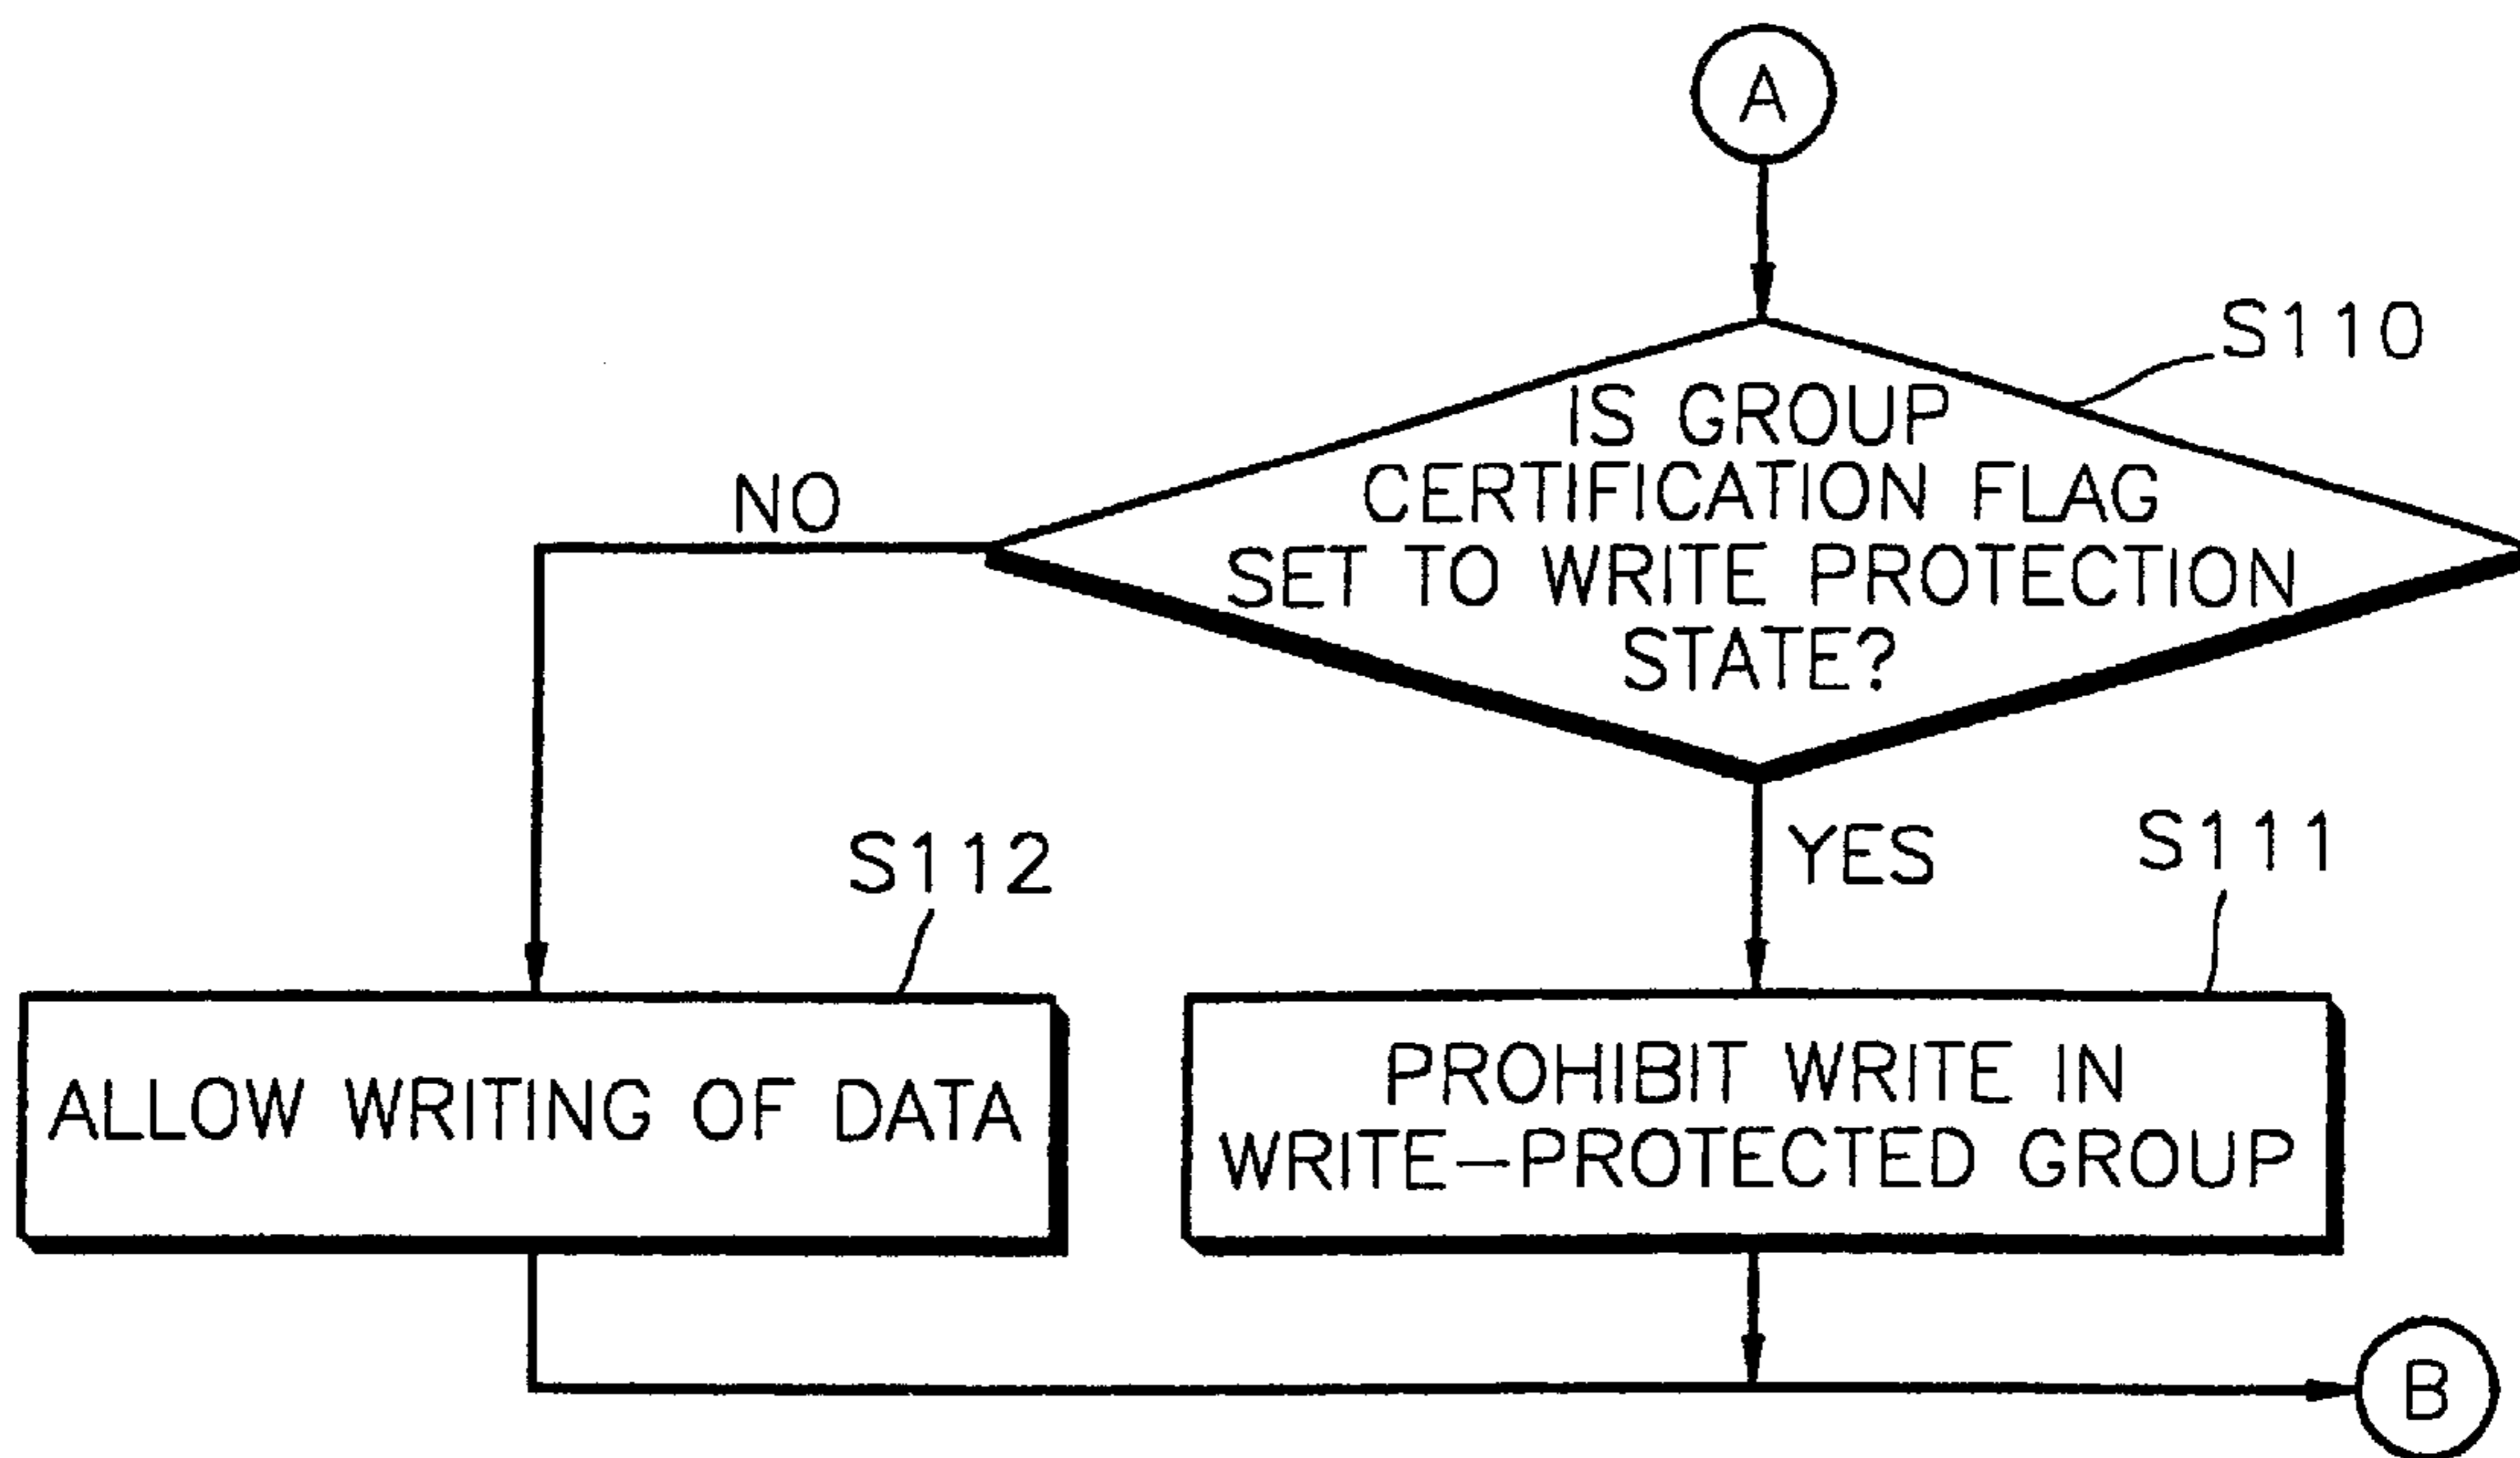 A
S110
IS GROUP
CERTIFICATION FLAG
SET TO WRITE PROTECTION
STATE?
NO
YES
S112
S111
ALLOW WRITING OF DATA
PROHIBIT WRITE IN
WRITE-PROTECTED GROUP
B